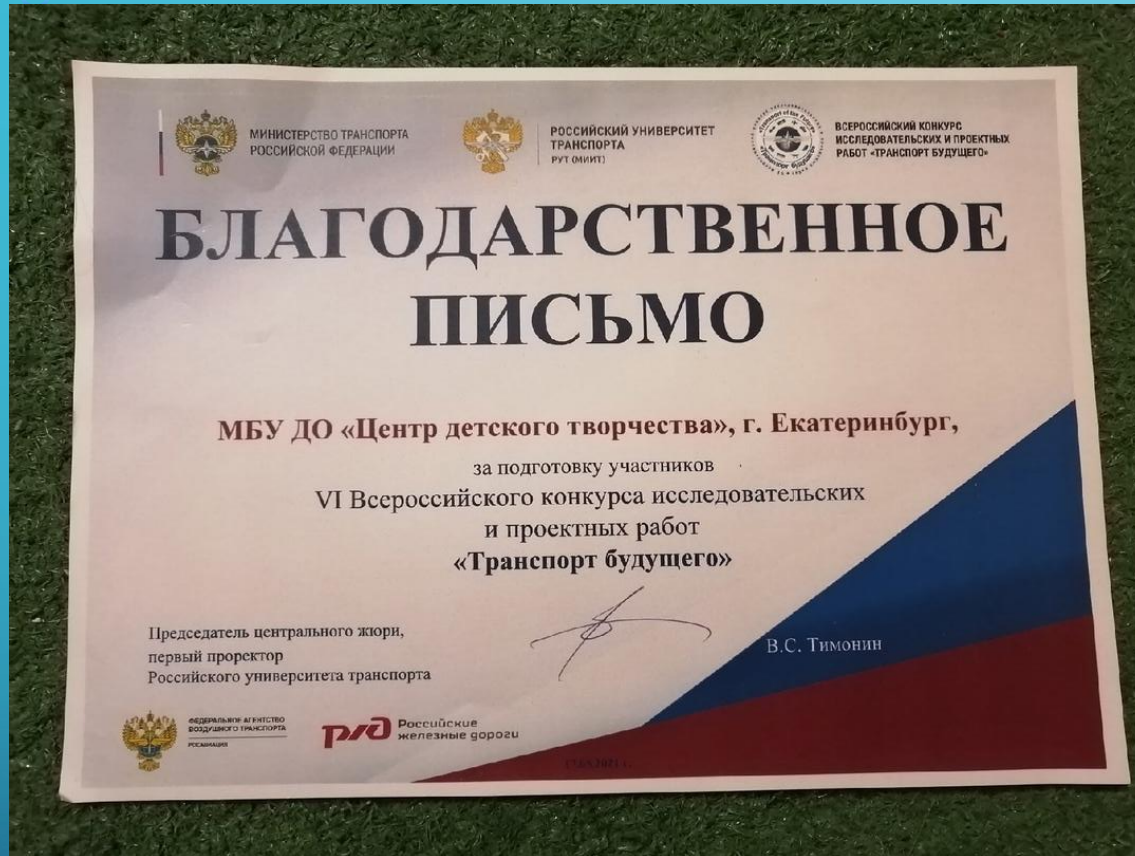 МИНИСТЕРСТВО ТРАНСПОРТА
РОССИЙСКОЙ ФЕДЕРАЦИИ
РОССИЙСКИЙ УНИВЕРСИТЕТ
ТРАНСПОРТА
РУТ (МИИТ)
ВСЕРОССИЙСКИЙ КОНКУРС
ИССЛЕДОВАТЕЛЬСКИХ И ПРОЕКТНЫХ
РАБОТ «ТРАНСПОРТ БУДУЩЕГО»
БЛАГОДАРСТВЕННОЕ
ПИСЬМО
МБУ ДО «Центр детского творчества», г. Екатеринбург,
за подготовку участников
VI Всероссийского конкурса исследовательских
и проектных работ
«Транспорт будущего»
Председатель центрального жюри,
первый проректор
Российского университета транспорта
В.С. Тимонин
ФЕДЕРАЛЬНОЕ АГЕНТСТВО
ВОЗДУШНОГО ТРАНСПОРТА
РОСАВИАЦИЯ
ржд Российские
железные дороги